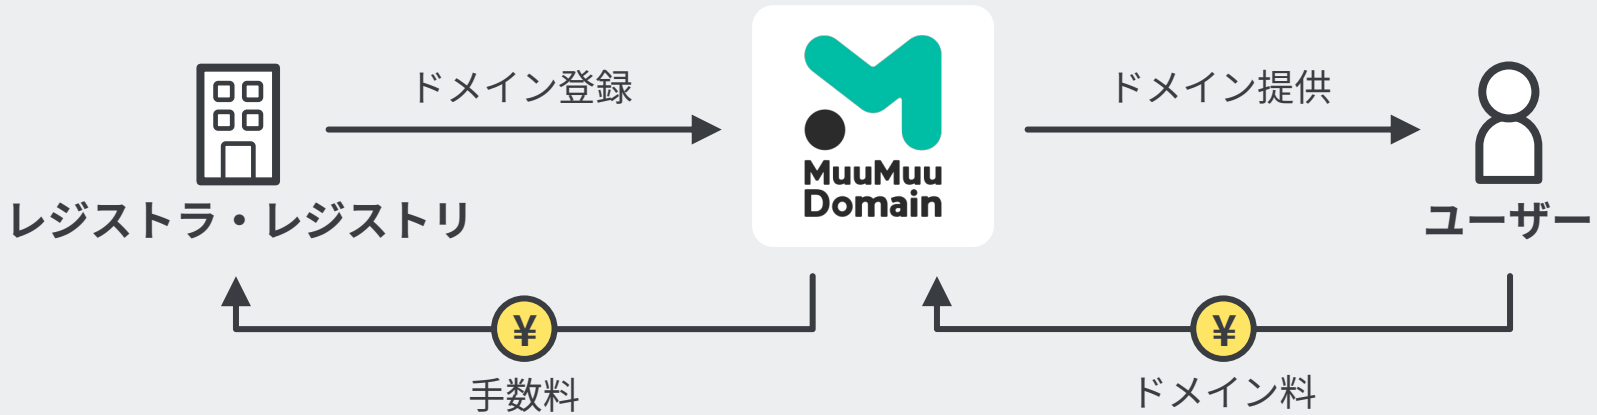 ドメイン登録
MuuMuu
Domain
ドメイン提供
レジストラ・レジストリ
ユーザー
¥
¥
手数料
ドメイン料